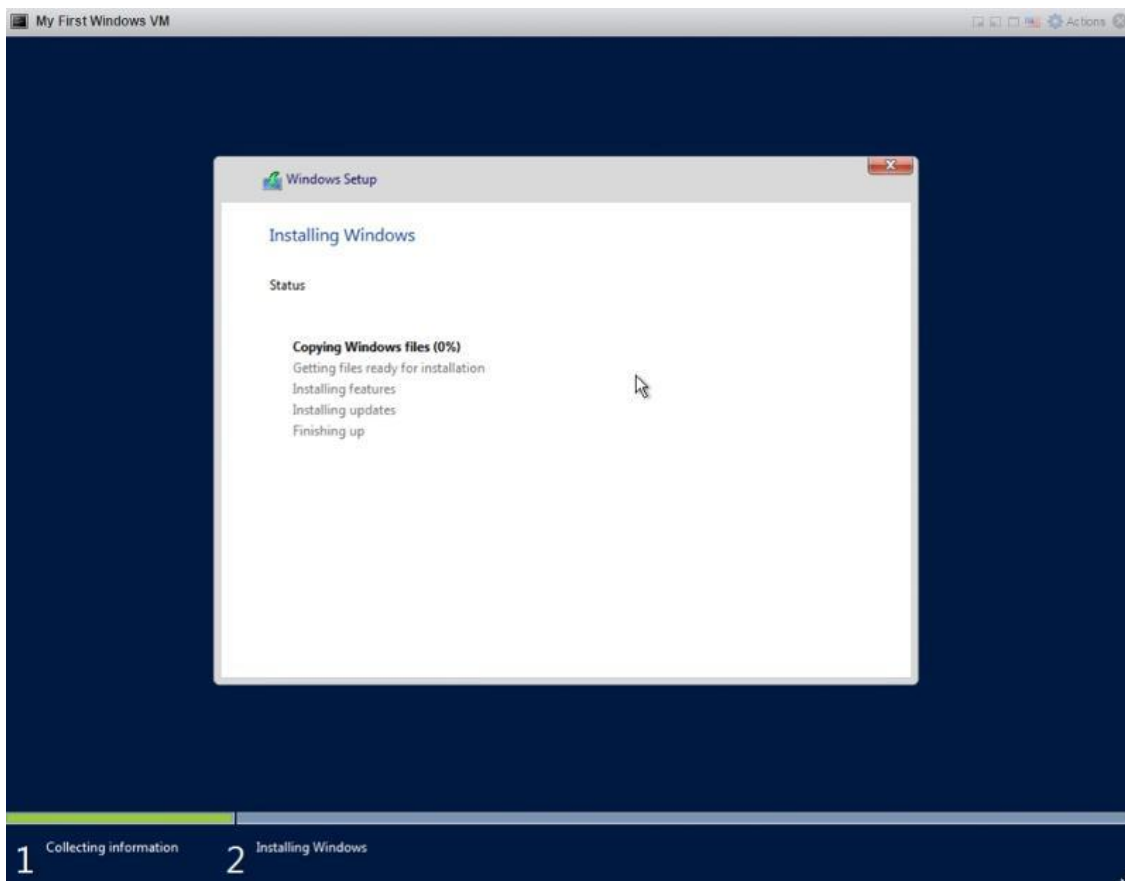 My First Windows VM
Actions
Windows Setup
Installing Windows
Status
Copying Windows files (0%)
Getting files ready for installation
Installing features
Installing updates
Finishing up
1 Collecting information
2 Installing Windows